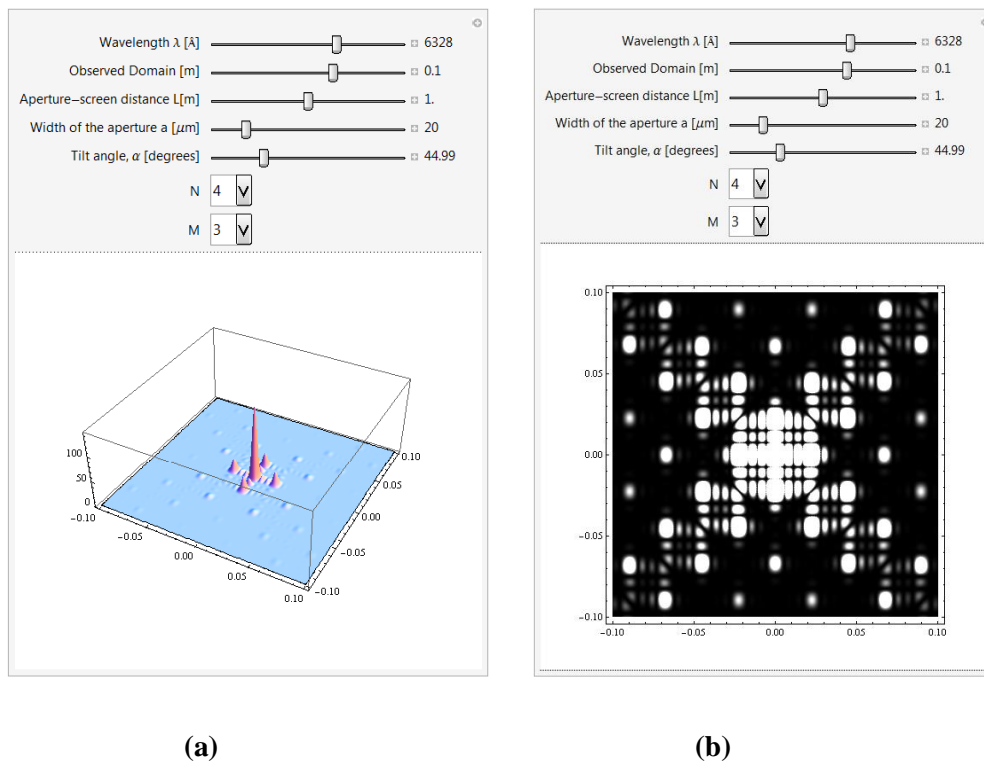 Wavelength λ [Å] 6328
Observed Domain [m] 0.1
Aperture−screen distance L[m] 1.
Width of the aperture a [μm] 20
Tilt angle, α [degrees] 44.99
N 4
M 3
100
50
0
−0.10
−0.05
0.00
0.05
0.10
−0.10
−0.05
0.00
0.05
0.10
(a)
Wavelength λ [Å] 6328
Observed Domain [m] 0.1
Aperture−screen distance L[m] 1.
Width of the aperture a [μm] 20
Tilt angle, α [degrees] 44.99
N 4
M 3
0.10
0.05
0.00
−0.05
−0.10
−0.10 −0.05 0.00 0.05 0.10
(b)